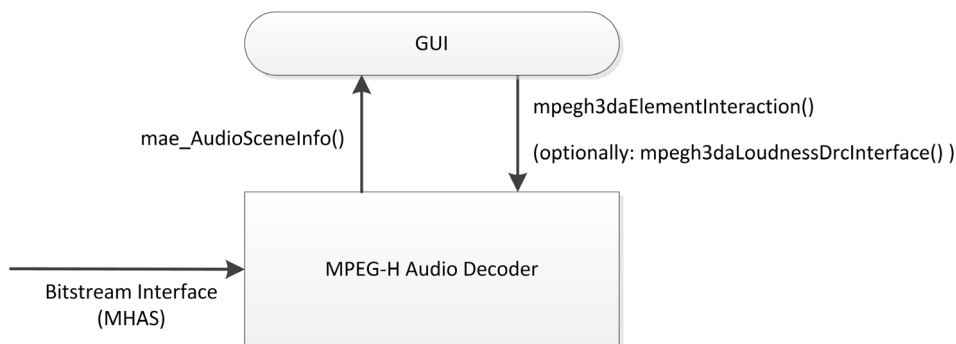 GUI
mpegh3daElementInteraction()
mae_AudioSceneInfo()
(optionally: mpegh3daLoudnessDrcInterface() )
MPEG-H Audio Decoder
Bitstream Interface
(MHAS)